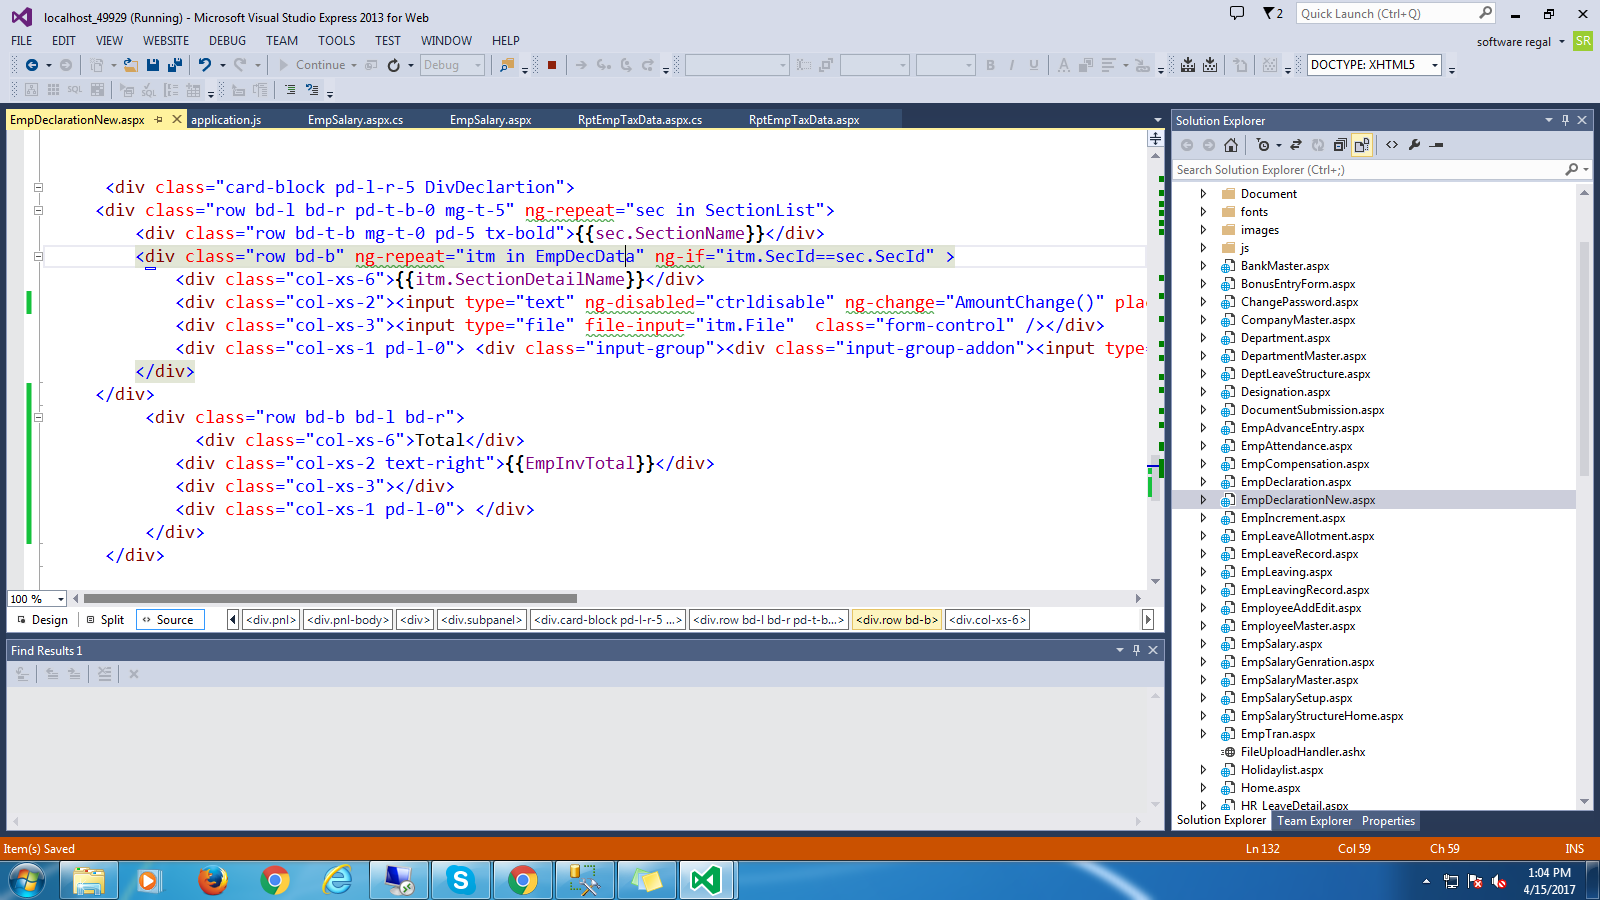 localhost_49929 (Running) - Microsoft Visual Studio Express 2013 for Web
2
Quick Launch (Ctrl+Q)
FILE EDIT VIEW WEBSITE DEBUG TEAM TOOLS TEST WINDOW HELP
software regal
SR
Continue
Debug
DOCTYPE: XHTML5
EmpDeclarationNew.aspx application.js EmpSalary.aspx.cs EmpSalary.aspx RptEmpTaxData.aspx.cs RptEmpTaxData.aspx
<div class="card-block pd-l-r-5 DivDeclartion">
<div class="row bd-l bd-r pd-t-b-0 mg-t-5" ng-repeat="sec in SectionList">
<div class="row bd-t-b mg-t-0 pd-5 tx-bold">{{sec.SectionName}}</div>
<div class="row bd-b" ng-repeat="itm in EmpDecData" ng-if="itm.SecId==sec.SecId" >
<div class="col-xs-6">{{itm.SectionDetailName}}</div>
<div class="col-xs-2"><input type="text" ng-disabled="ctrldisable" ng-change="AmountChange()" plac
<div class="col-xs-3"><input type="file" file-input="itm.File"  class="form-control" /></div>
<div class="col-xs-1 pd-l-0"> <div class="input-group"><div class="input-group-addon"><input type=
</div>
</div>
<div class="row bd-b bd-l bd-r">
<div class="col-xs-6">Total</div>
<div class="col-xs-2 text-right">{{EmpInvTotal}}</div>
<div class="col-xs-3"></div>
<div class="col-xs-1 pd-l-0"> </div>
</div>
</div>
100 %
Design Split Source
<div.pnl> <div.pnl-body> <div> <div.subpanel> <div.card-block pd-l-r-5 ...> <div.row bd-l bd-r pd-t-b...> <div.row bd-b> <div.col-xs-6>
Find Results 1
Solution Explorer
Search Solution Explorer (Ctrl+;)
Document
fonts
images
js
BankMaster.aspx
BonusEntryForm.aspx
ChangePassword.aspx
CompanyMaster.aspx
Department.aspx
DepartmentMaster.aspx
DeptLeaveStructure.aspx
Designation.aspx
DocumentSubmission.aspx
EmpAdvanceEntry.aspx
EmpAttendance.aspx
EmpCompensation.aspx
EmpDeclaration.aspx
EmpDeclarationNew.aspx
EmpIncrement.aspx
EmpLeaveAllotment.aspx
EmpLeaveRecord.aspx
EmpLeaving.aspx
EmpLeavingRecord.aspx
EmployeeAddEdit.aspx
EmployeeMaster.aspx
EmpSalary.aspx
EmpSalaryGenration.aspx
EmpSalaryMaster.aspx
EmpSalarySetup.aspx
EmpSalaryStructureHome.aspx
EmpTran.aspx
FileUploadHandler.ashx
Holidaylist.aspx
Home.aspx
HR_LeaveDetail.aspx
Solution Explorer Team Explorer Properties
Item(s) Saved
Ln 132 Col 59 Ch 59 INS
1:04 PM
4/15/2017